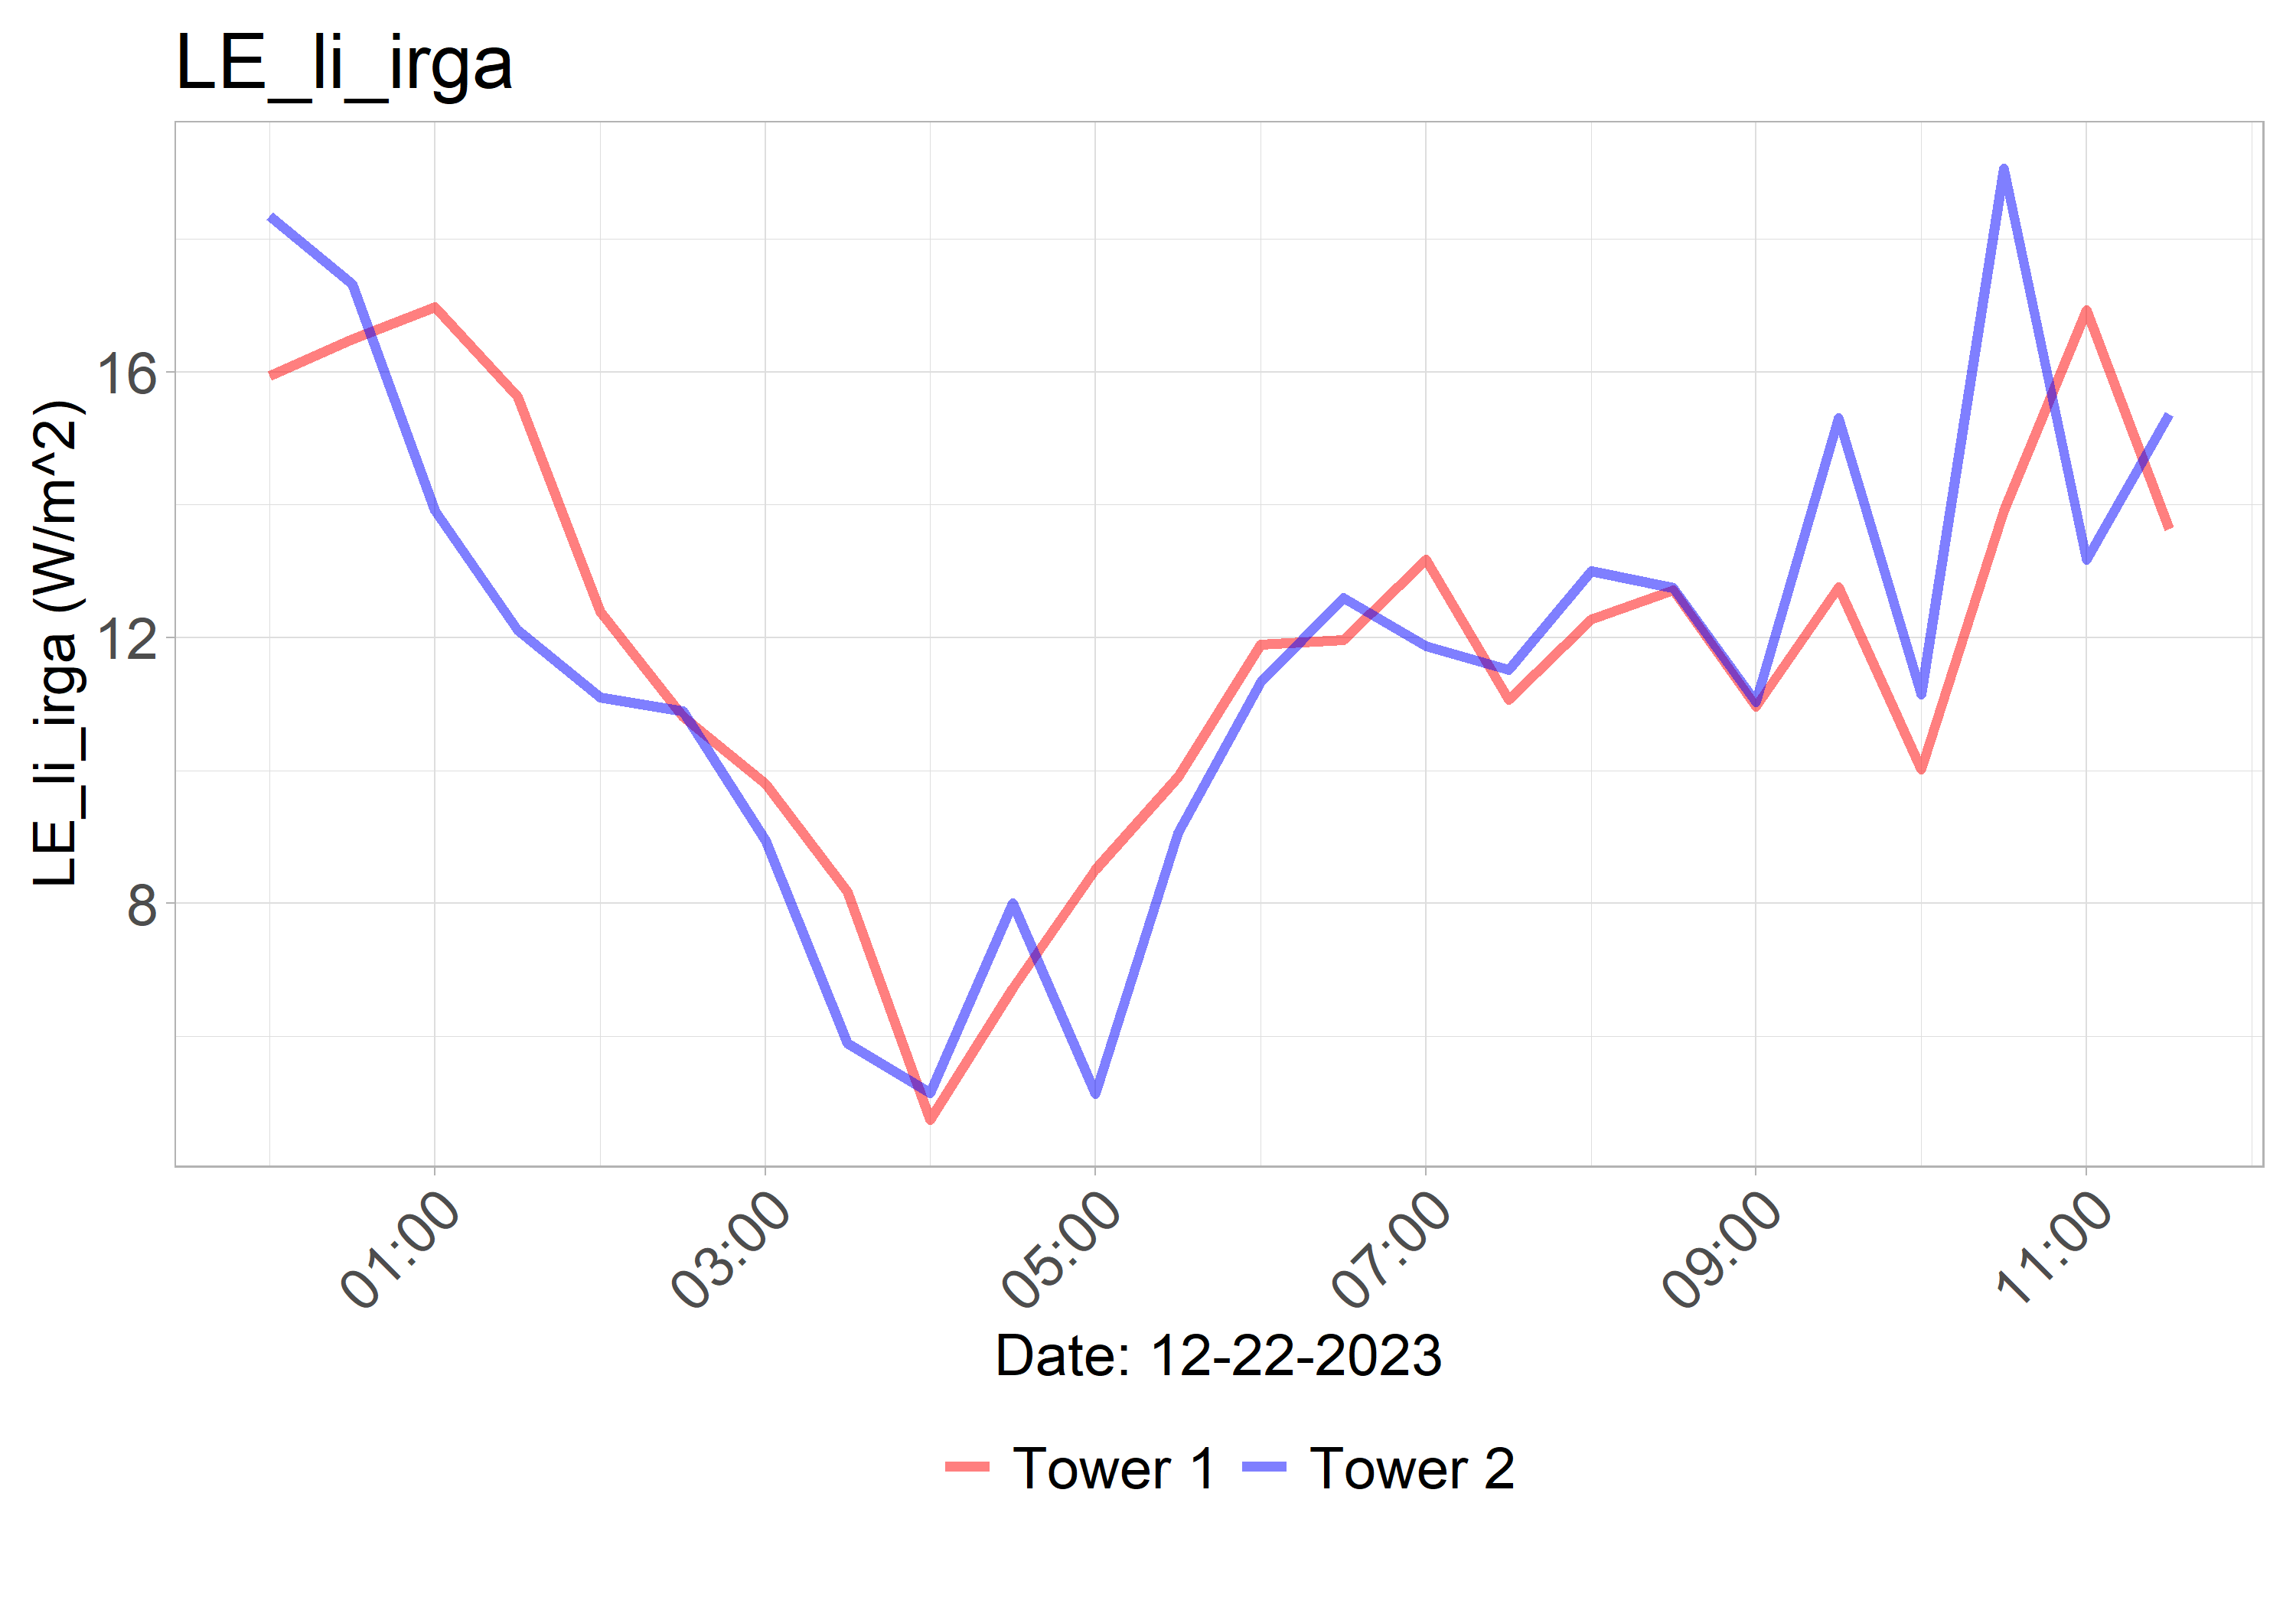 LE_li_irga
LE_li_irga (W/m^2)
16
12
8
01:00
03:00
05:00
07:00
09:00
11:00
Date: 12-22-2023
Tower 1
Tower 2